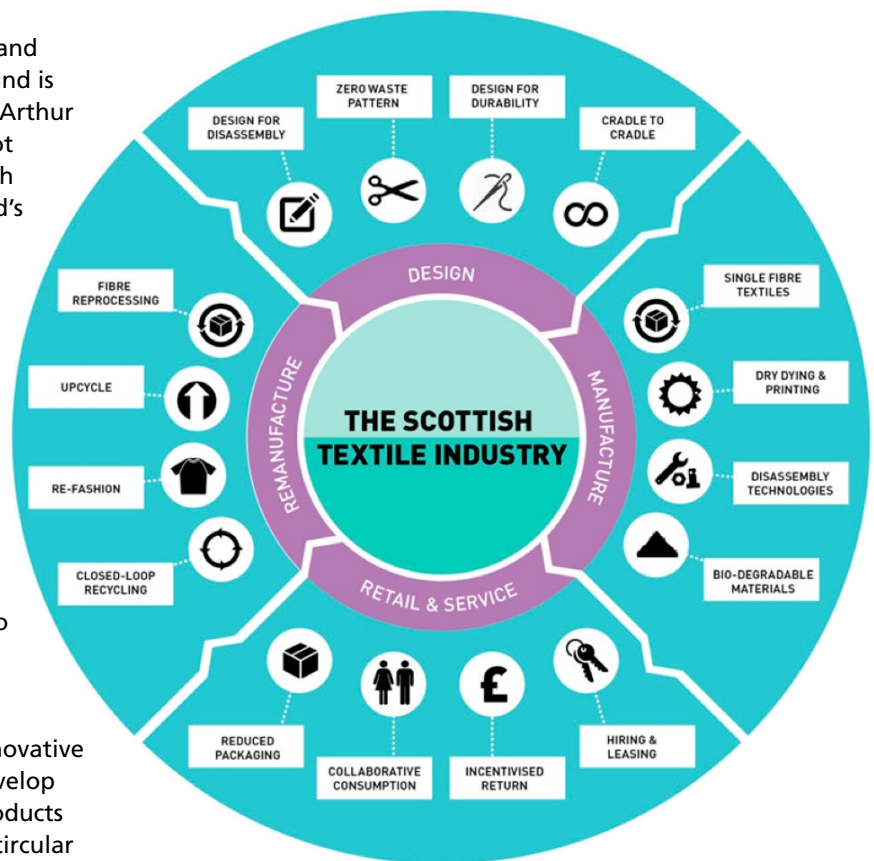 and
and is
Arthur
ot
h
d's
o
novative
velop
oducts
circular
DESIGN FOR
DISASSEMBLY
ZERO WASTE
PATTERN
DESIGN FOR
DURABILITY
CRADLE TO
CRADLE
DESIGN
SINGLE FIBRE
TEXTILES
DRY DYING &
PRINTING
DISASSEMBLY
TECHNOLOGIES
BIO-DEGRADABLE
MATERIALS
MANUFACTURE
HIRING &
LEASING
INCENTIVISED
RETURN
£
COLLABORATIVE
CONSUMPTION
REDUCED
PACKAGING
RETAIL & SERVICE
CLOSED-LOOP
RECYCLING
RE-FASHION
UPCYCLE
FIBRE
REPROCESSING
REMANUFACTURE
THE SCOTTISH
TEXTILE INDUSTRY